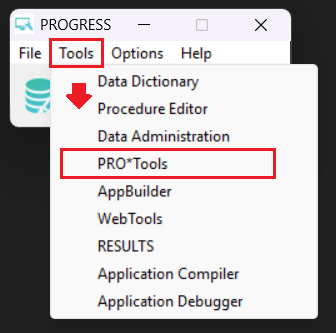 PROGRESS
File Tools Options Help
Data Dictionary
Procedure Editor
Data Administration
PRO*Tools
AppBuilder
WebTools
RESULTS
Application Compiler
Application Debugger